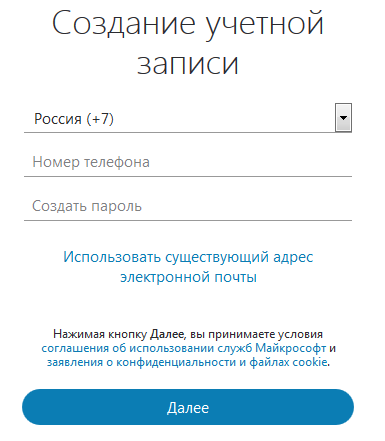 Создание учетной
записи
Россия (+7)
Номер телефона
Создать пароль
Использовать существующий адрес
электронной почты
Нажимая кнопку Далее, вы принимаете условия
соглашения об использовании служб Майкрософт и
заявления о конфиденциальности и файлах cookie.
Далее